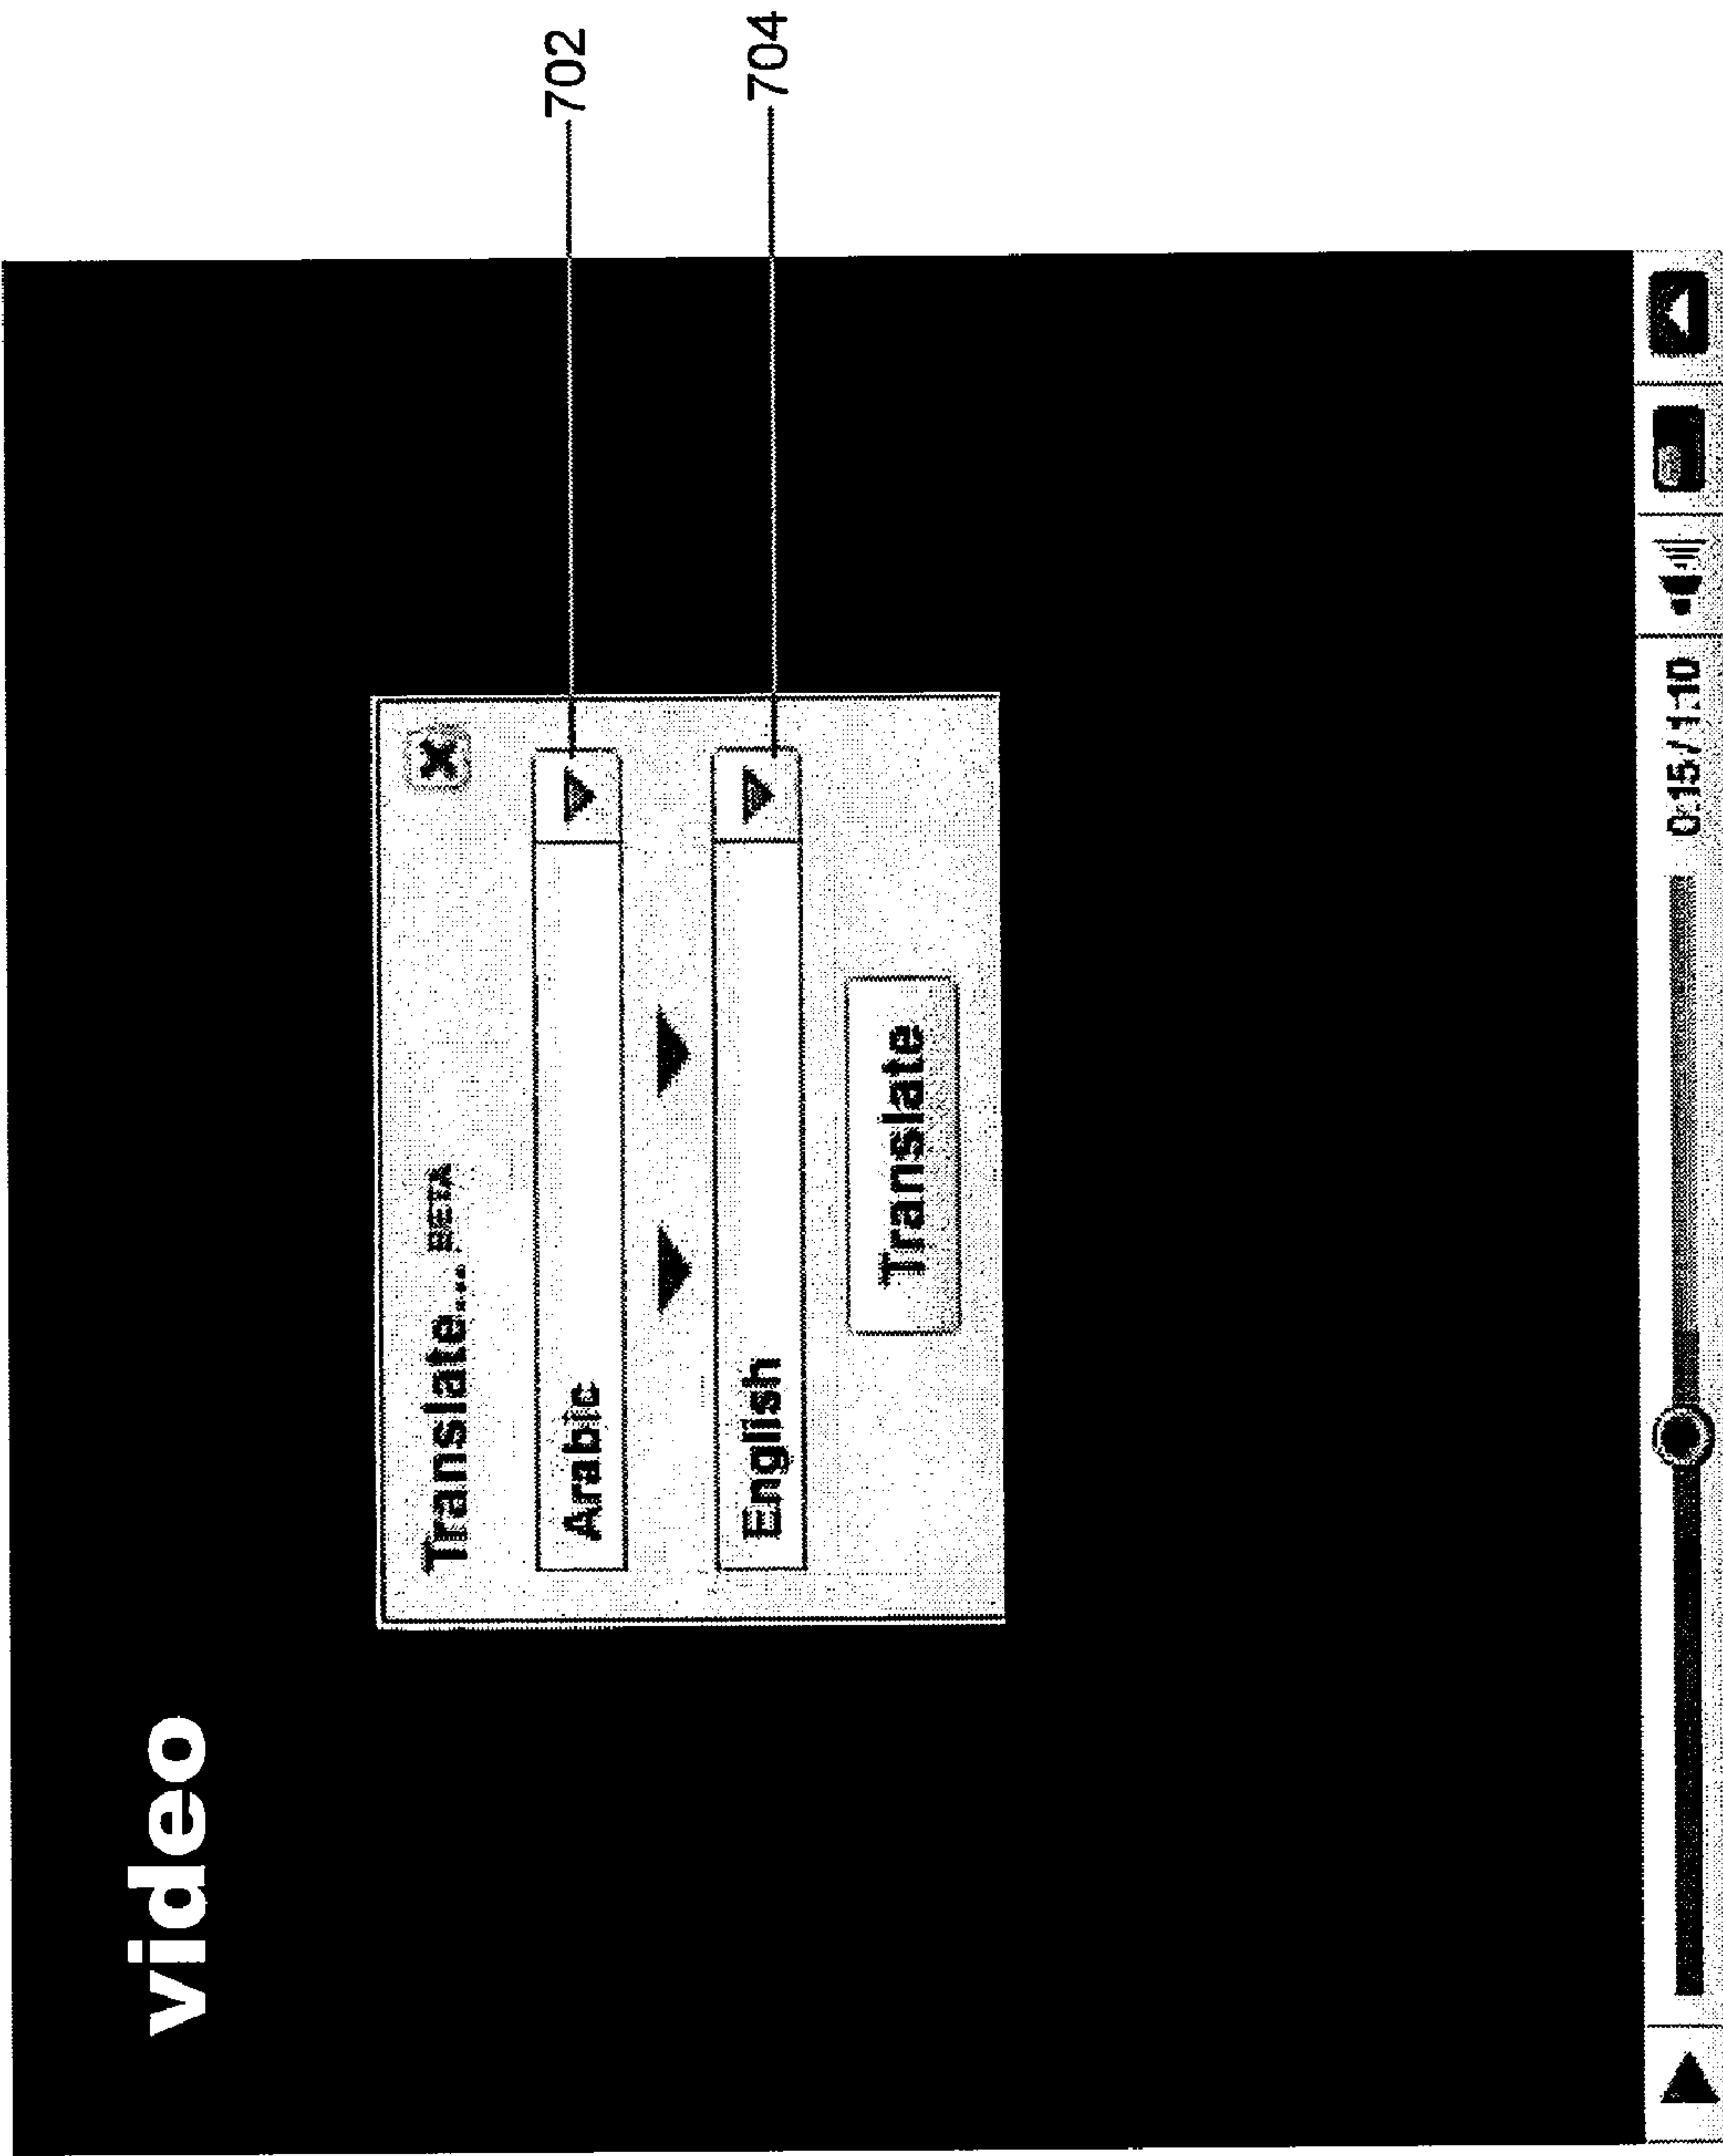 video
Translate... BETA
Arabic
702
English
704
Translate
0:15 / 1:10